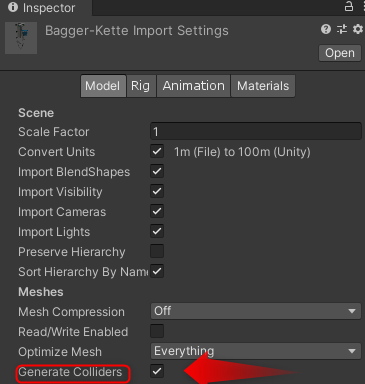 Inspector
Bagger-Kette Import Settings
Open
Model Rig Animation Materials
Scene
Scale Factor 1
Convert Units 1m (File) to 100m (Unity)
Import BlendShapes
Import Visibility
Import Cameras
Import Lights
Preserve Hierarchy
Sort Hierarchy By Name
Meshes
Mesh Compression Off
Read/Write Enabled
Optimize Mesh Everything
Generate Colliders